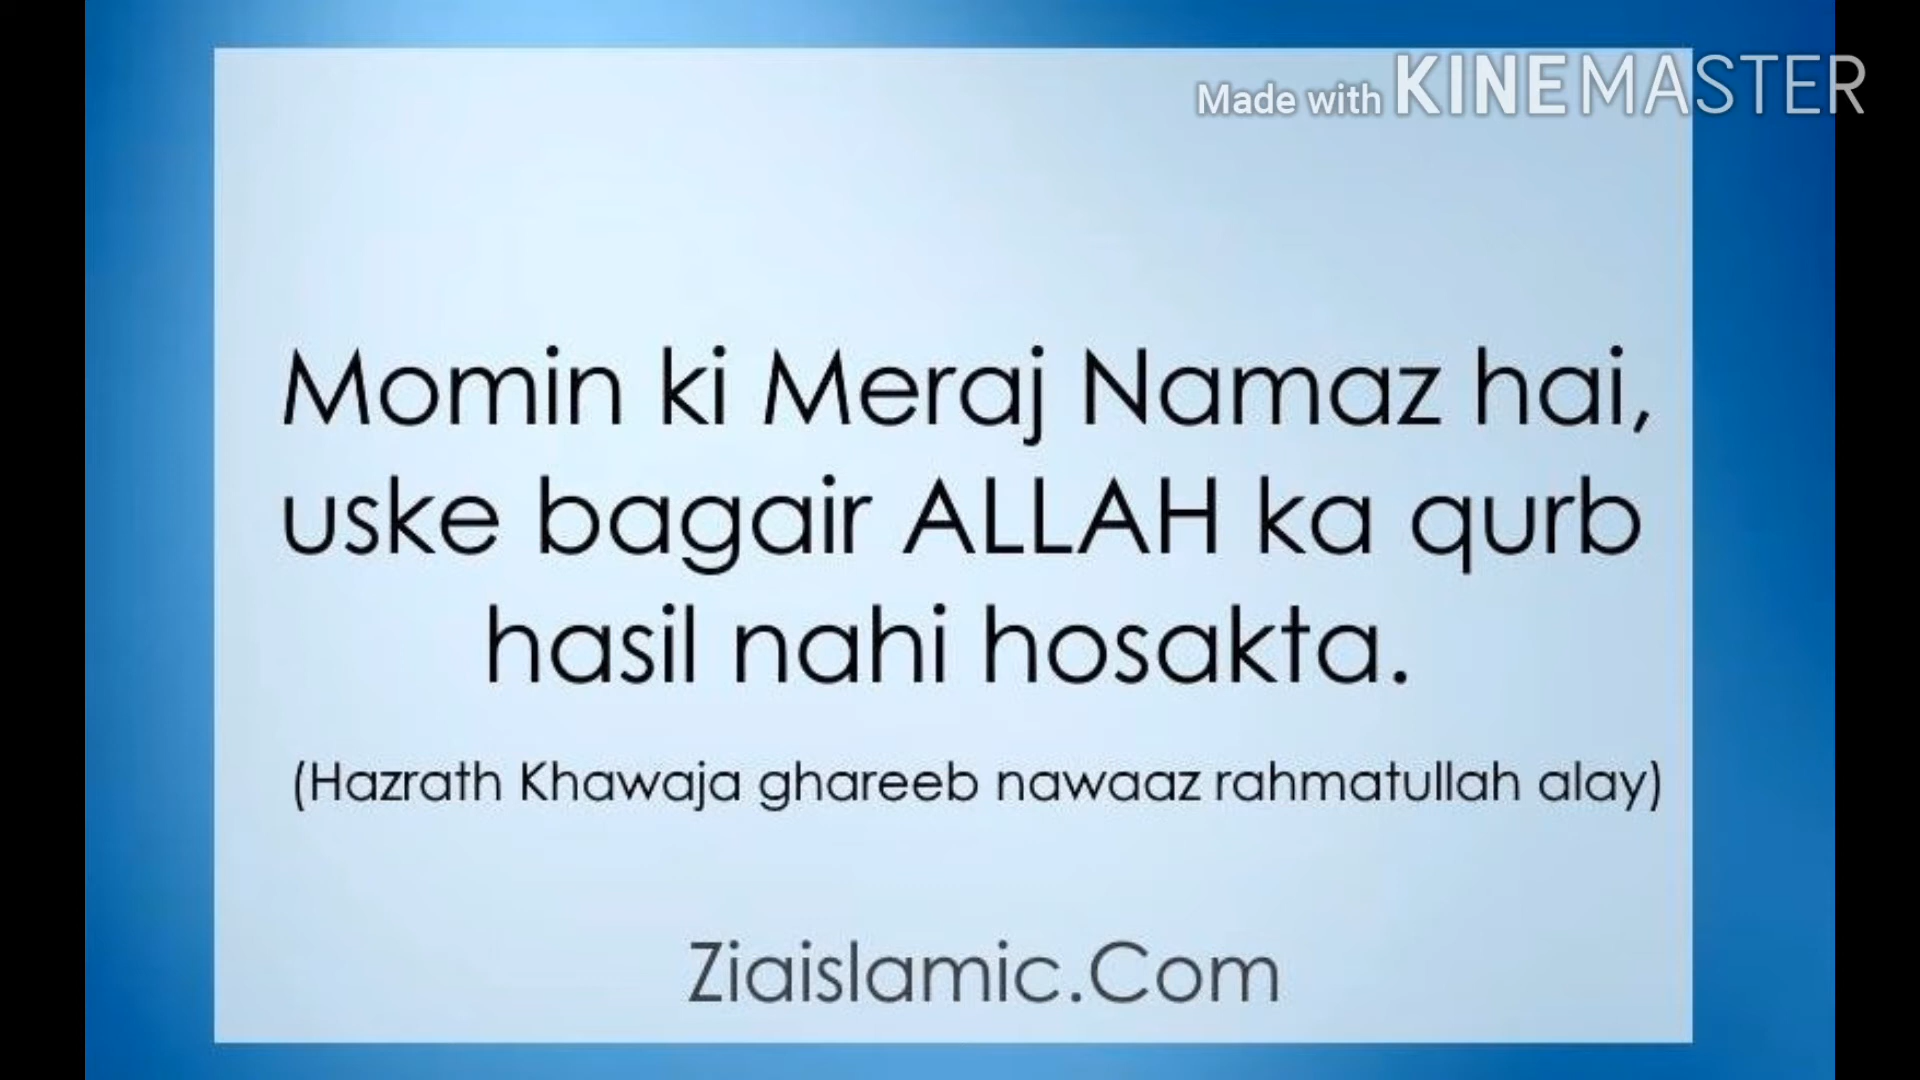 Made with KINEMASTER
Momin ki Meraj Namaz hai,
uske bagair ALLAH ka qurb
hasil nahi hosakta.
(Hazrath Khawaja ghareeb nawaaz rahmatullah alay)
Ziaislamic.Com